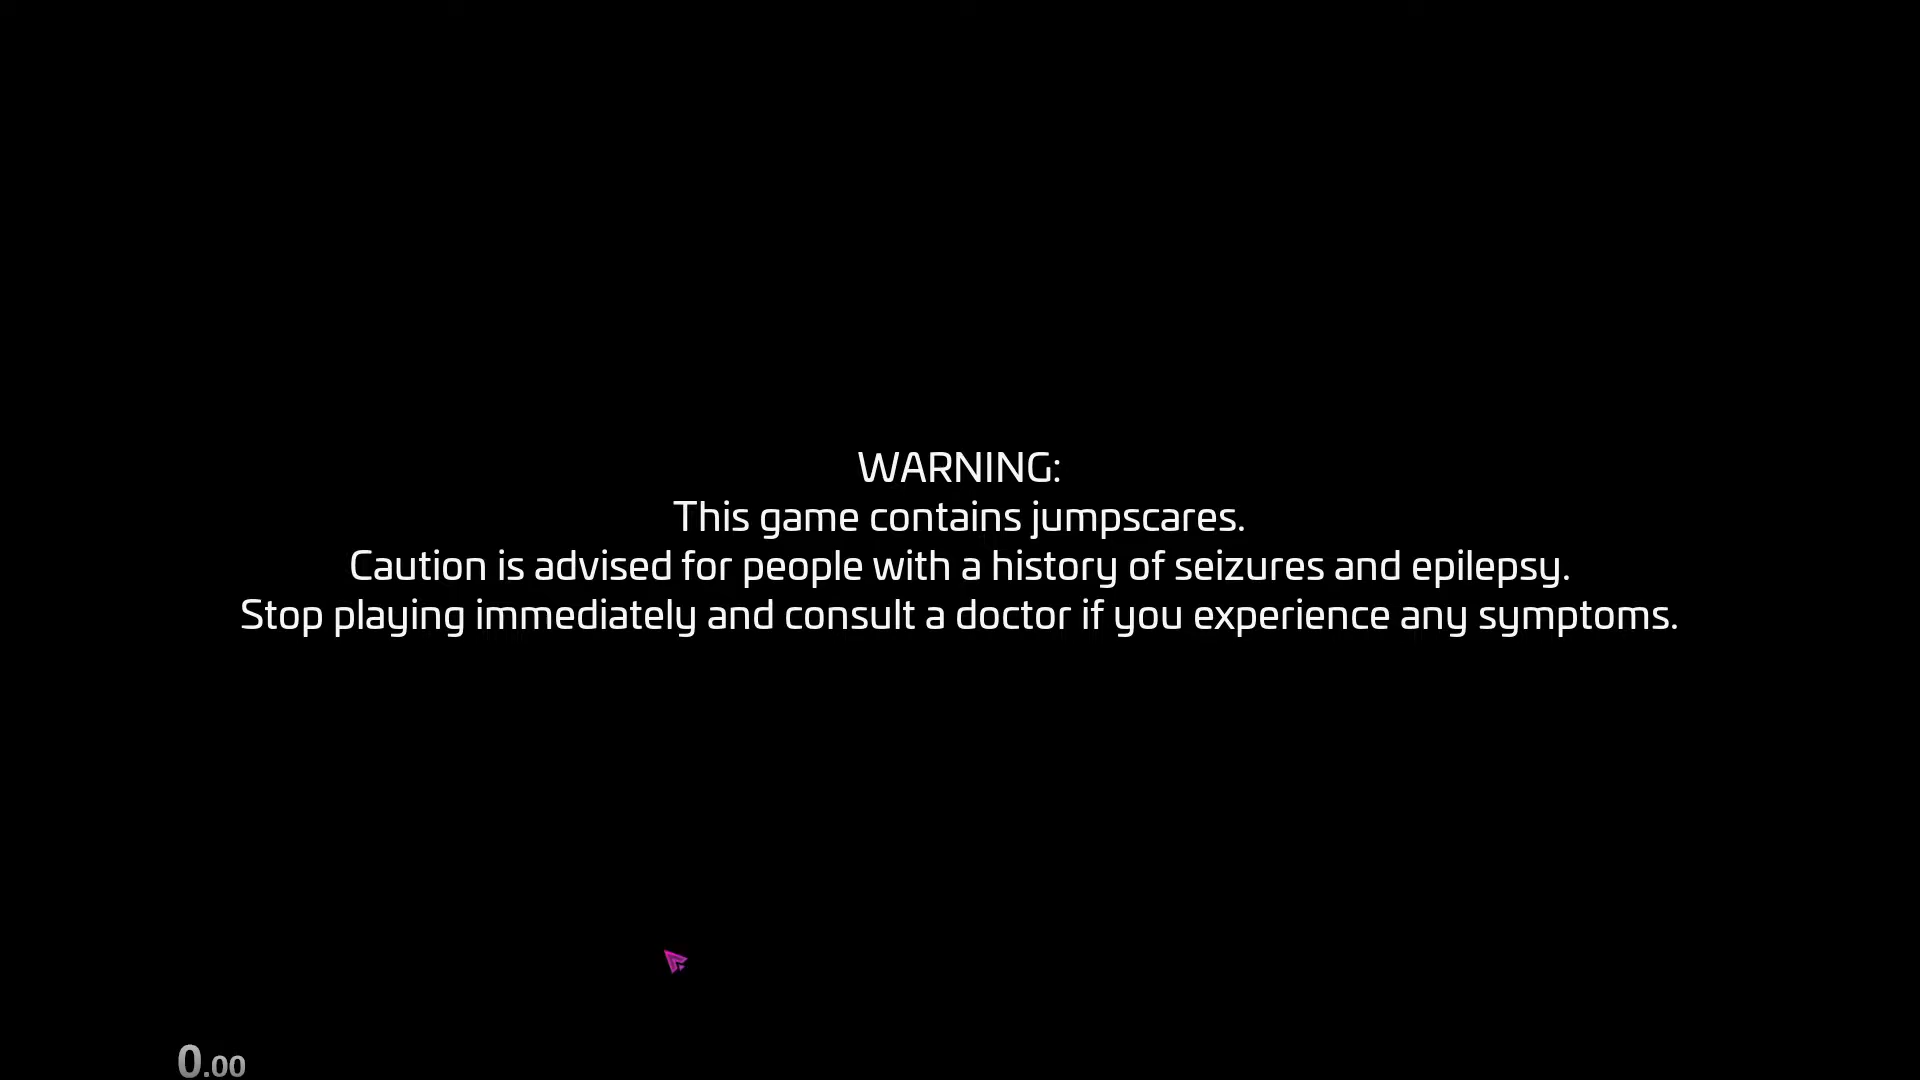 WARNING:
This game contains jumpscares.
Caution is advised for people with a history of seizures and epilepsy.
Stop playing immediately and consult a doctor if you experience any symptoms.
0.00